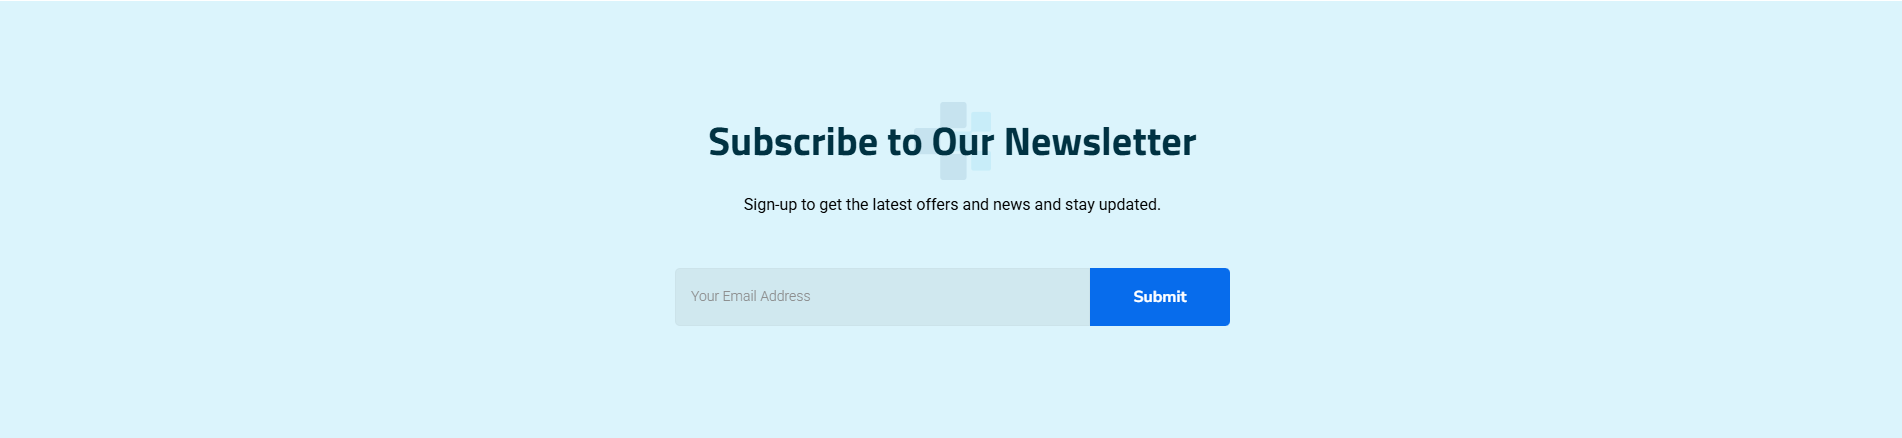 Subscribe to Our Newsletter
Sign-up to get the latest offers and news and stay updated.
Your Email Address
Submit